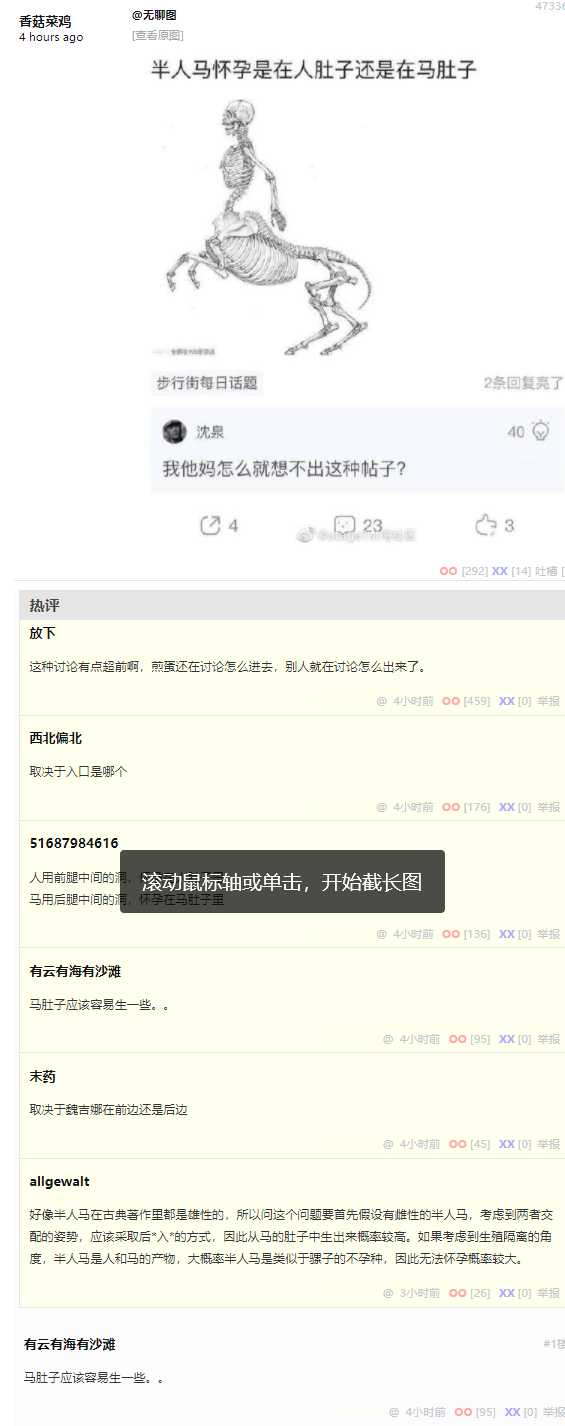 香菇菜鸡
4 hours ago
@无聊图
47336
[查看原图]
半人马怀孕是在人肚子还是在马肚子
步行街每日话题
2条回复亮了
沈泉
40
我他妈怎么就想不出这种帖子?
4
23
3
OO [292] XX [14] 吐槽 [
热评
放下
这种讨论有点超前啊，煎蛋还在讨论怎么进去，别人就在讨论怎么出来了。
@ 4小时前 OO [459] XX [0] 举报
西北偏北
取决于入口是哪个
@ 4小时前 OO [176] XX [0] 举报
51687984616
人用前腿中间的洞，
滚动鼠标轴或单击，开始截长图
马用后腿中间的洞，怀孕在马肚子里
@ 4小时前 OO [136] XX [0] 举报
有云有海有沙滩
马肚子应该容易生一些。。
@ 4小时前 OO [95] XX [0] 举报
末药
取决于魏吉娜在前边还是后边
@ 4小时前 OO [45] XX [0] 举报
allgewalt
好像半人马在古典著作里都是雄性的，所以问这个问题要首先假设有雌性的半人马，考虑到两者交
配的姿势，应该采取后*入*的方式，因此从马的肚子中生出来概率较高。如果考虑到生殖隔离的角
度，半人马是人和马的产物，大概率半人马是类似于骡子的不孕种，因此无法怀孕概率较大。
@ 3小时前 OO [26] XX [0] 举报
有云有海有沙滩
#1楼
马肚子应该容易生一些。。
@ 4小时前 OO [95] XX [0] 举报